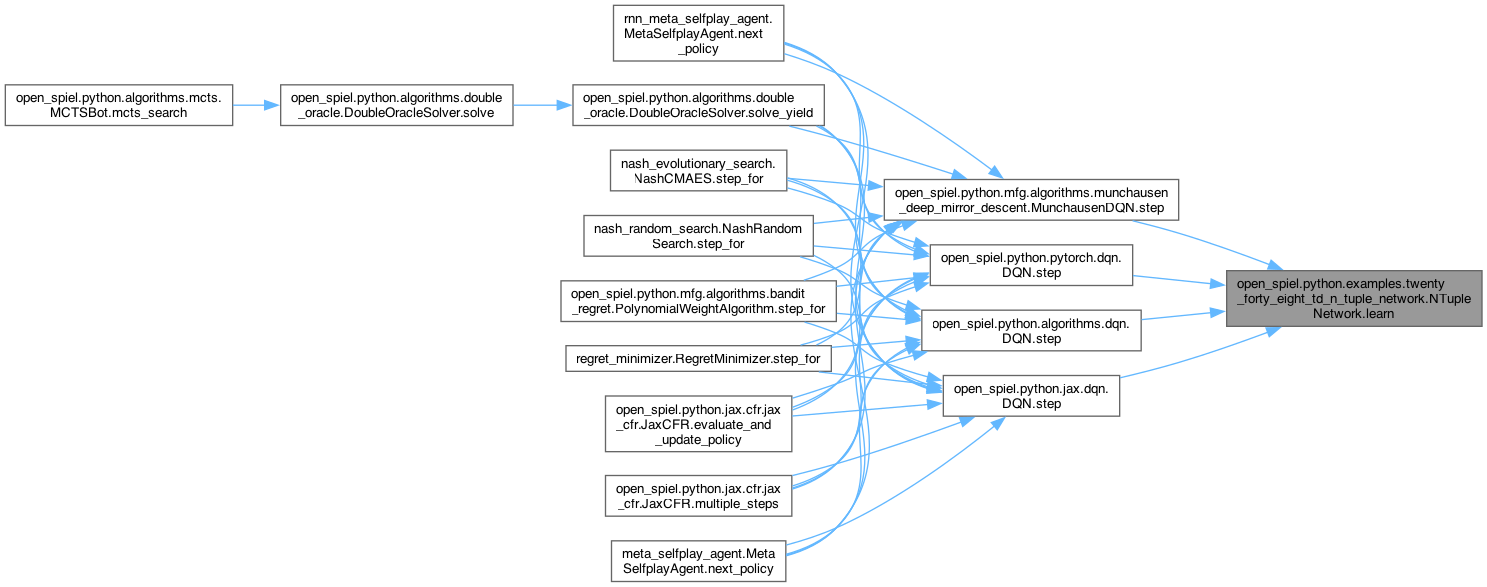 rnn_meta_selfplay_agent.
MetaSelfplayAgent.next
_policy
open_spiel.python.algorithms.mcts.
MCTSBot.mcts_search
open_spiel.python.algorithms.double
_oracle.DoubleOracleSolver.solve
open_spiel.python.algorithms.double
_oracle.DoubleOracleSolver.solve_yield
nash_evolutionary_search.
NashCMAES.step_for
nash_random_search.NashRandom
Search.step_for
open_spiel.python.mfg.algorithms.bandit
_regret.PolynomialWeightAlgorithm.step_for
regret_minimizer.RegretMinimizer.step_for
open_spiel.python.jax.cfr.jax
_cfr.JaxCFR.evaluate_and
_update_policy
open_spiel.python.jax.cfr.jax
_cfr.JaxCFR.multiple_steps
meta_selfplay_agent.Meta
SelfplayAgent.next_policy
open_spiel.python.mfg.algorithms.munchausen
_deep_mirror_descent.MunchausenDQN.step
open_spiel.python.pytorch.dqn.
DQN.step
open_spiel.python.algorithms.dqn.
DQN.step
open_spiel.python.jax.dqn.
DQN.step
open_spiel.python.examples.twenty
_forty_eight_td_n_tuple_network.NTuple
Network.learn